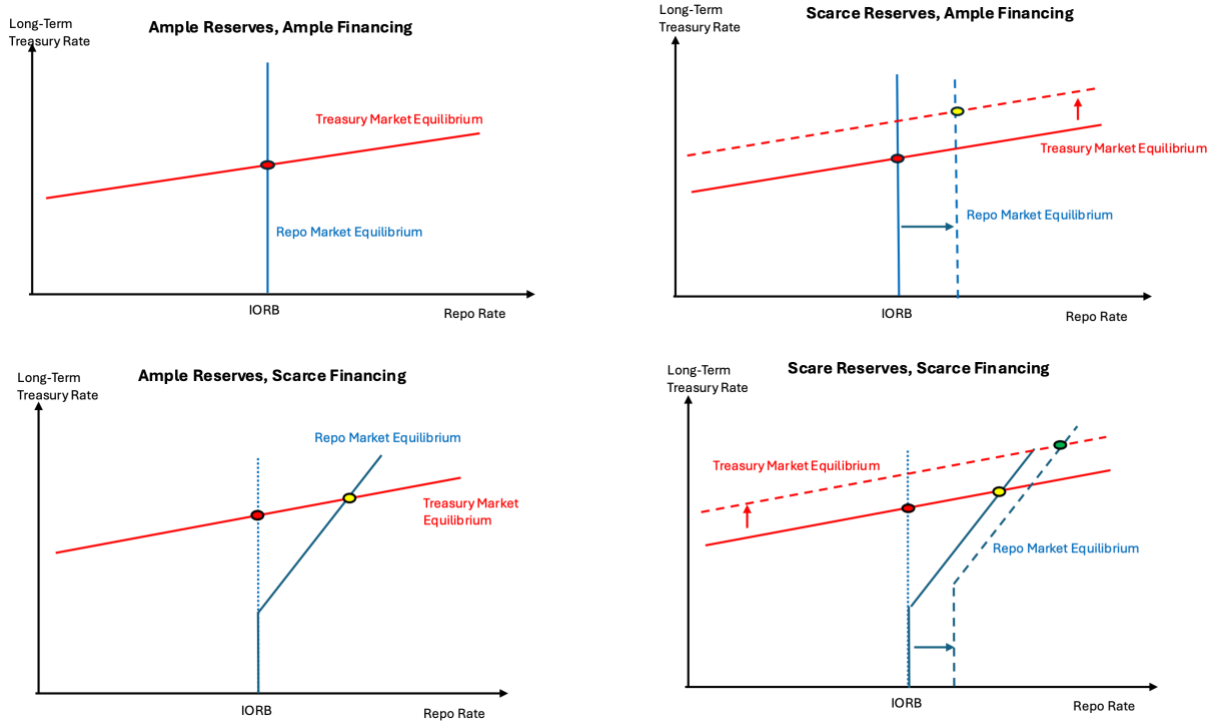 Long-Term
Treasury Rate
Ample Reserves, Ample Financing
Treasury Market Equilibrium
Repo Market Equilibrium
IORB
Repo Rate
Long-Term
Treasury Rate
Scarce Reserves, Ample Financing
Treasury Market Equilibrium
Repo Market Equilibrium
IORB
Repo Rate
Long-Term
Treasury Rate
Ample Reserves, Scarce Financing
Repo Market Equilibrium
Treasury Market
Equilibrium
IORB
Repo Rate
Long-Term
Treasury Rate
Scare Reserves, Scarce Financing
Treasury Market Equilibrium
Repo Market Equilibrium
IORB
Repo Rate